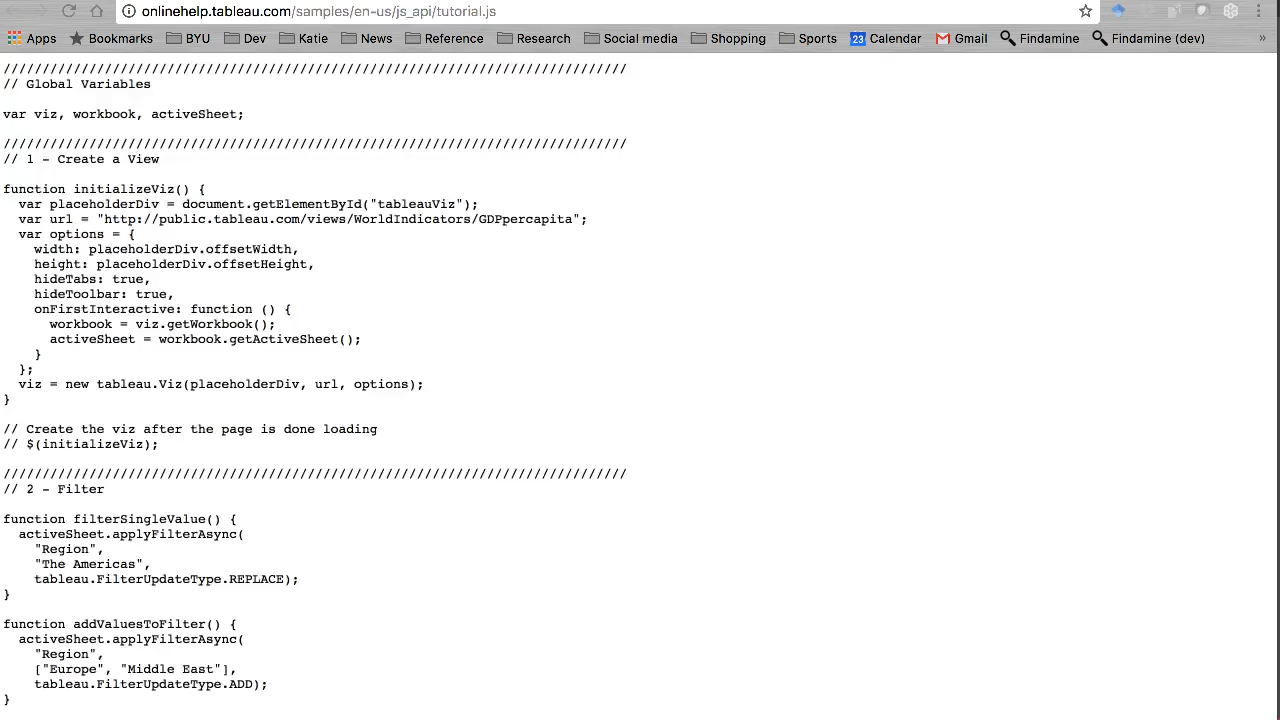 onlinehelp.tableau.com/samples/en-us/js_api/tutorial.js
Apps Bookmarks BYU Dev Katie News Reference Research Social media Shopping Sports 23 Calendar Gmail Findamine Findamine (dev) »
////////////////////////////////////////////////////////////////////////////////
// Global Variables
var viz, workbook, activeSheet;
////////////////////////////////////////////////////////////////////////////////
// 1 - Create a View
function initializeViz() {
  var placeholderDiv = document.getElementById("tableauViz");
  var url = "http://public.tableau.com/views/WorldIndicators/GDPpercapita";
  var options = {
    width: placeholderDiv.offsetWidth,
    height: placeholderDiv.offsetHeight,
    hideTabs: true,
    hideToolbar: true,
    onFirstInteractive: function () {
      workbook = viz.getWorkbook();
      activeSheet = workbook.getActiveSheet();
    }
  };
  viz = new tableau.Viz(placeholderDiv, url, options);
}
// Create the viz after the page is done loading
// $(initializeViz);
////////////////////////////////////////////////////////////////////////////////
// 2 - Filter
function filterSingleValue() {
  activeSheet.applyFilterAsync(
    "Region",
    "The Americas",
    tableau.FilterUpdateType.REPLACE);
}
function addValuesToFilter() {
  activeSheet.applyFilterAsync(
    "Region",
    ["Europe", "Middle East"],
    tableau.FilterUpdateType.ADD);
}